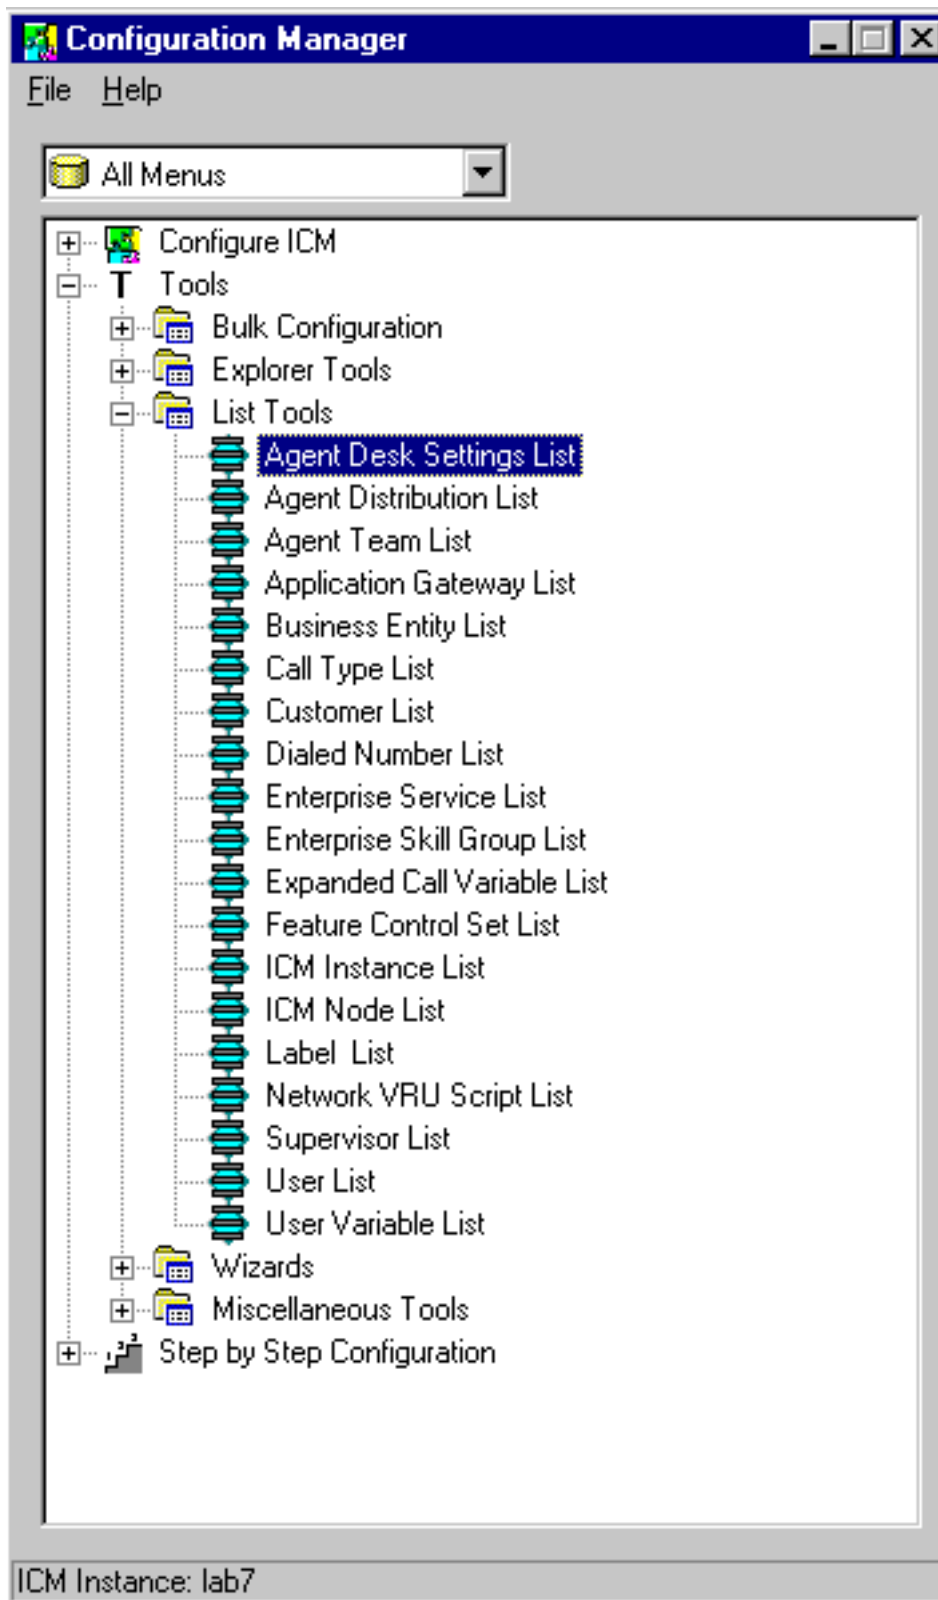 Configuration Manager
File Help
All Menus
Configure ICM
T Tools
Bulk Configuration
Explorer Tools
List Tools
Agent Desk Settings List
Agent Distribution List
Agent Team List
Application Gateway List
Business Entity List
Call Type List
Customer List
Dialed Number List
Enterprise Service List
Enterprise Skill Group List
Expanded Call Variable List
Feature Control Set List
ICM Instance List
ICM Node List
Label  List
Network VRU Script List
Supervisor List
User List
User Variable List
Wizards
Miscellaneous Tools
Step by Step Configuration
ICM Instance: lab7